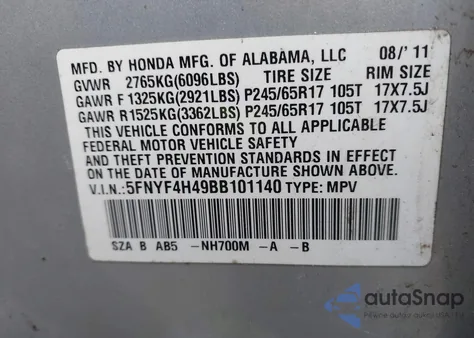 MFD. BY HONDA MFG. OF ALABAMA, LLC 08/'11
GVWR 2765KG(6096LBS) TIRE SIZE RIM SIZE
GAWR F 1325KG(2921LBS) P245/65R17 105T 17X7.5J
GAWR R1525KG(3362LBS) P245/65R17 105T 17X7.5J
THIS VEHICLE CONFORMS TO ALL APPLICABLE
FEDERAL MOTOR VEHICLE SAFETY
AND THEFT PREVENTION STANDARDS IN EFFECT
ON THE DATE OF MANUFACTURE SHOWN ABOVE.
V.I.N.: 5FNYF4H49BB101140 TYPE: MPV
SZA B AB5 -NH700M -A -B
autoSnap